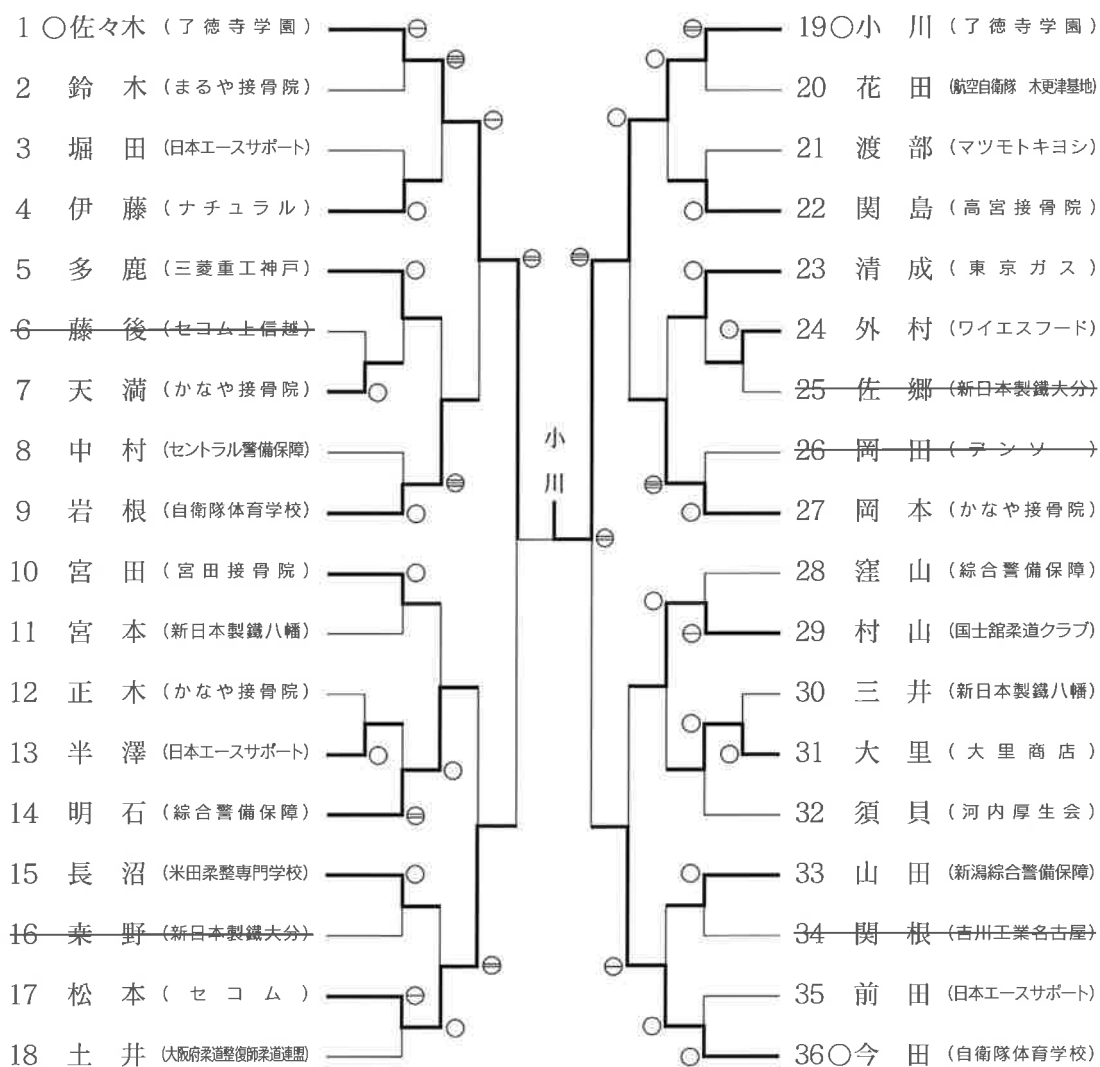 1 ○佐々木 (了徳寺学園)
2 鈴木 (まるや接骨院)
3 堀田 (日本エースサポート)
4 伊藤 (ナチュラル)
5 多鹿 (三菱重工神戸)
6 藤後 (セコム上信越)
7 天満 (かなや接骨院)
8 中村 (セントラル警備保障)
9 岩根 (自衛隊体育学校)
10 宮田 (宮田接骨院)
11 宮本 (新日本製鐵八幡)
12 正木 (かなや接骨院)
13 半澤 (日本エースサポート)
14 明石 (綜合警備保障)
15 長沼 (米田柔整専門学校)
16 桒野 (新日本製鐵大分)
17 松本 (セコム)
18 土井 (大阪府柔道整復師柔道連盟)
小川
19○小川 (了徳寺学園)
20 花田 (航空自衛隊 木更津基地)
21 渡部 (マツモトキヨシ)
22 関島 (高宮接骨院)
23 清成 (東京ガス)
24 外村 (ワイエスフード)
25 佐郷 (新日本製鐵大分)
26 岡田 (デンソー)
27 岡本 (かなや接骨院)
28 窪山 (綜合警備保障)
29 村山 (国士舘柔道クラブ)
30 三井 (新日本製鐵八幡)
31 大里 (大里商店)
32 須貝 (河内厚生会)
33 山田 (新潟綜合警備保障)
34 関根 (吉川工業名古屋)
35 前田 (日本エースサポート)
36○今田 (自衛隊体育学校)